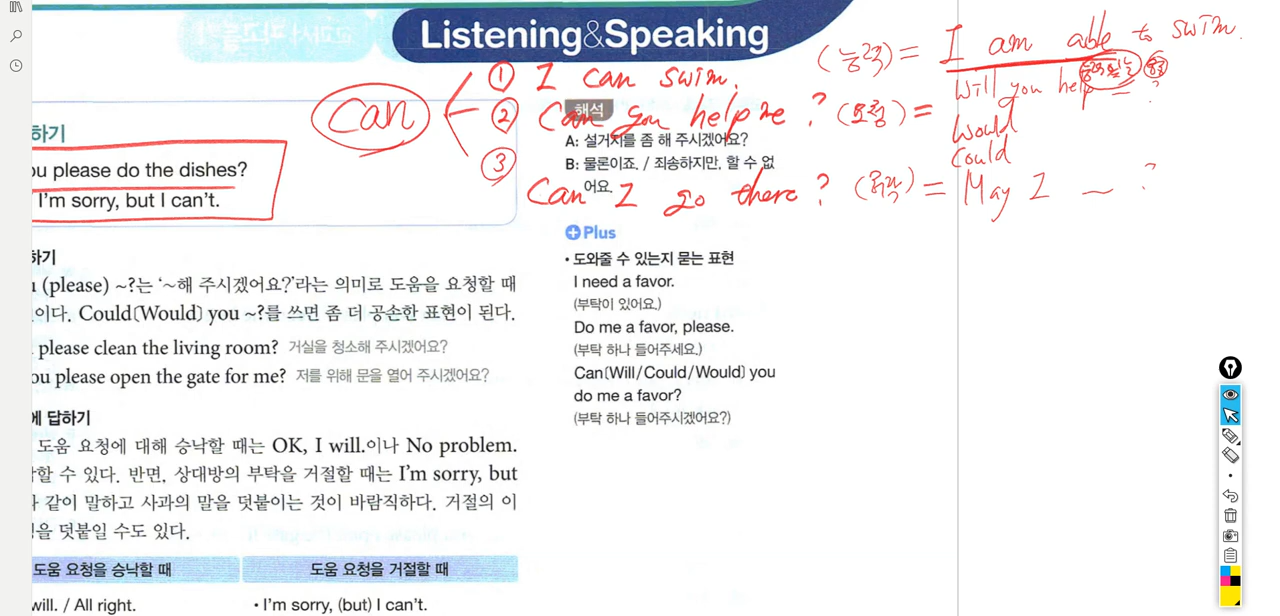 Listening&Speaking
(능력) = I am able to swim.
can
① I can swim.
② Can you help me? (요청) = Will you help ?
Would
Could
③ Can I go there? (허락) = May I ~ ?
하기
ou please do the dishes?
I'm sorry, but I can't.
해석
A: 설거지를 좀 해 주시겠어요?
B: 물론이죠. / 죄송하지만, 할 수 없
어요.
하기
u (please) ~?는 '~해 주시겠어요?'라는 의미로 도움을 요청할 때
이다. Could(Would) you ~?를 쓰면 좀 더 공손한 표현이 된다.
please clean the living room? 거실을 청소해 주시겠어요?
ou please open the gate for me? 저를 위해 문을 열어 주시겠어요?
에 답하기
도움 요청에 대해 승낙할 때는 OK, I will.이나 No problem.
할 수 있다. 반면, 상대방의 부탁을 거절할 때는 I'm sorry, but
같이 말하고 사과의 말을 덧붙이는 것이 바람직하다. 거절의 이
을 덧붙일 수도 있다.
도움 요청을 승낙할 때 도움 요청을 거절할 때
will. / All right. • I'm sorry, (but) I can't.
Plus
• 도와줄 수 있는지 묻는 표현
I need a favor.
(부탁이 있어요.)
Do me a favor, please.
(부탁 하나 들어주세요.)
Can(Will/Could/Would) you
do me a favor?
(부탁 하나 들어주시겠어요?)